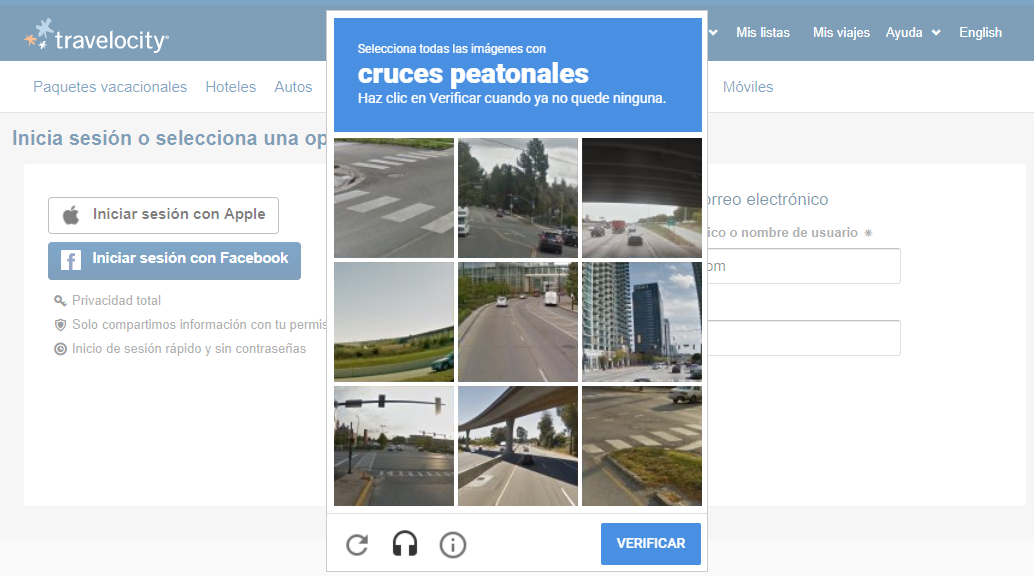 travelocity
Mis listas
Mis viajes
Ayuda
English
Paquetes vacacionales
Hoteles
Autos
Móviles
Inicia sesión o selecciona una op
Selecciona todas las imágenes con
cruces peatonales
Haz clic en Verificar cuando ya no quede ninguna.
Iniciar sesión con Apple
Iniciar sesión con Facebook
Privacidad total
Solo compartimos información con tu permis
Inicio de sesión rápido y sin contraseñas
orreo electrónico
ico o nombre de usuario *
om
VERIFICAR